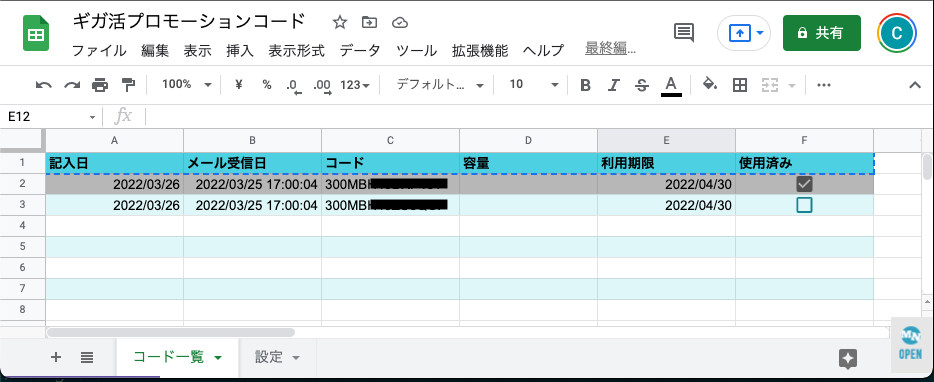 ギガ活プロモーションコード
ファイル 編集 表示 挿入 表示形式 データ ツール 拡張機能 ヘルプ 最終編…
共有
C
100% ¥ % .0 .00 123 デフォルト... 10 B I S A
E12 fx
A B C D E F
1 記入日 メール受信日 コード 容量 利用期限 使用済み
2 2022/03/26 2022/03/25 17:00:04 300MB 2022/04/30
3 2022/03/26 2022/03/25 17:00:04 300MB 2022/04/30
4
5
6
7
8
コード一覧 設定
MN
OPEN